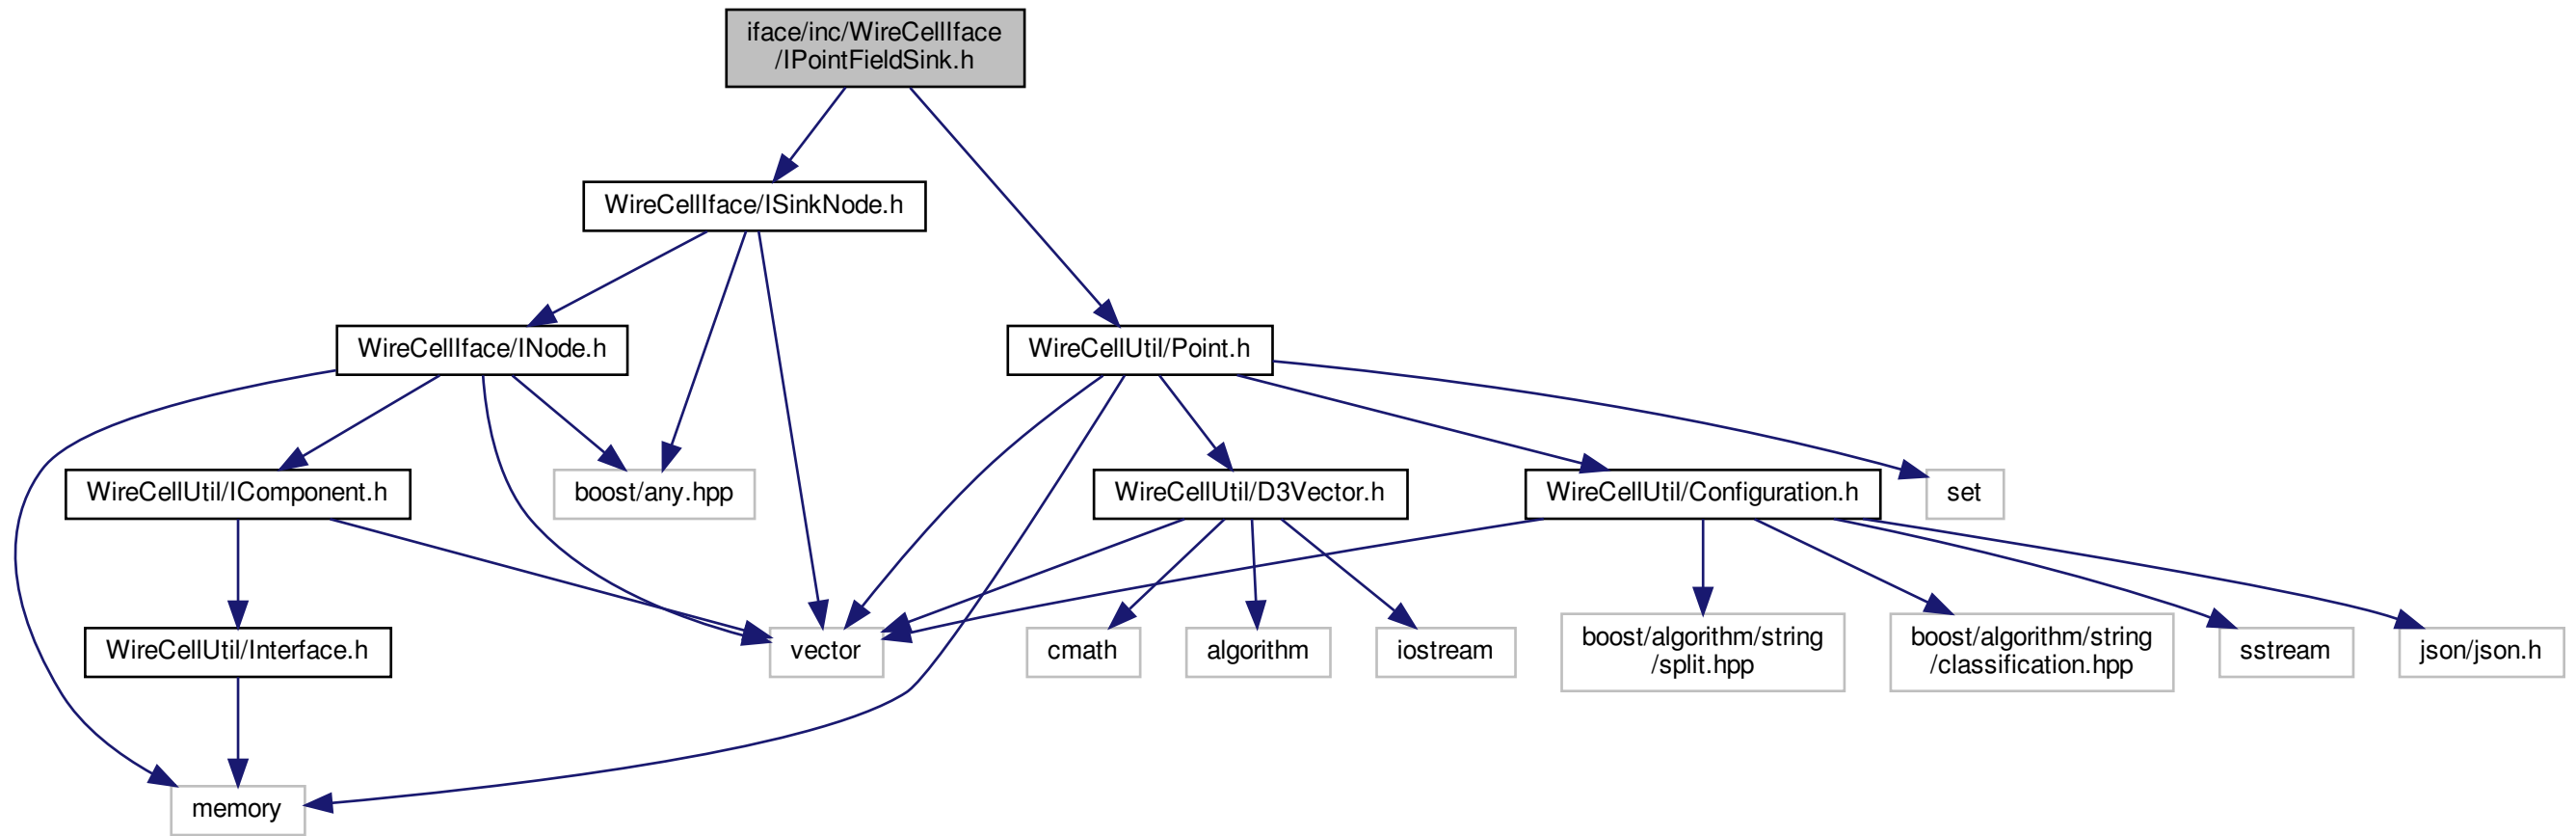 iface/inc/WireCellIface
/IPointFieldSink.h
WireCellIface/ISinkNode.h
WireCellIface/INode.h
WireCellUtil/Point.h
WireCellUtil/IComponent.h
boost/any.hpp
WireCellUtil/D3Vector.h
WireCellUtil/Configuration.h
set
WireCellUtil/Interface.h
vector
cmath
algorithm
iostream
boost/algorithm/string
/split.hpp
boost/algorithm/string
/classification.hpp
sstream
json/json.h
memory